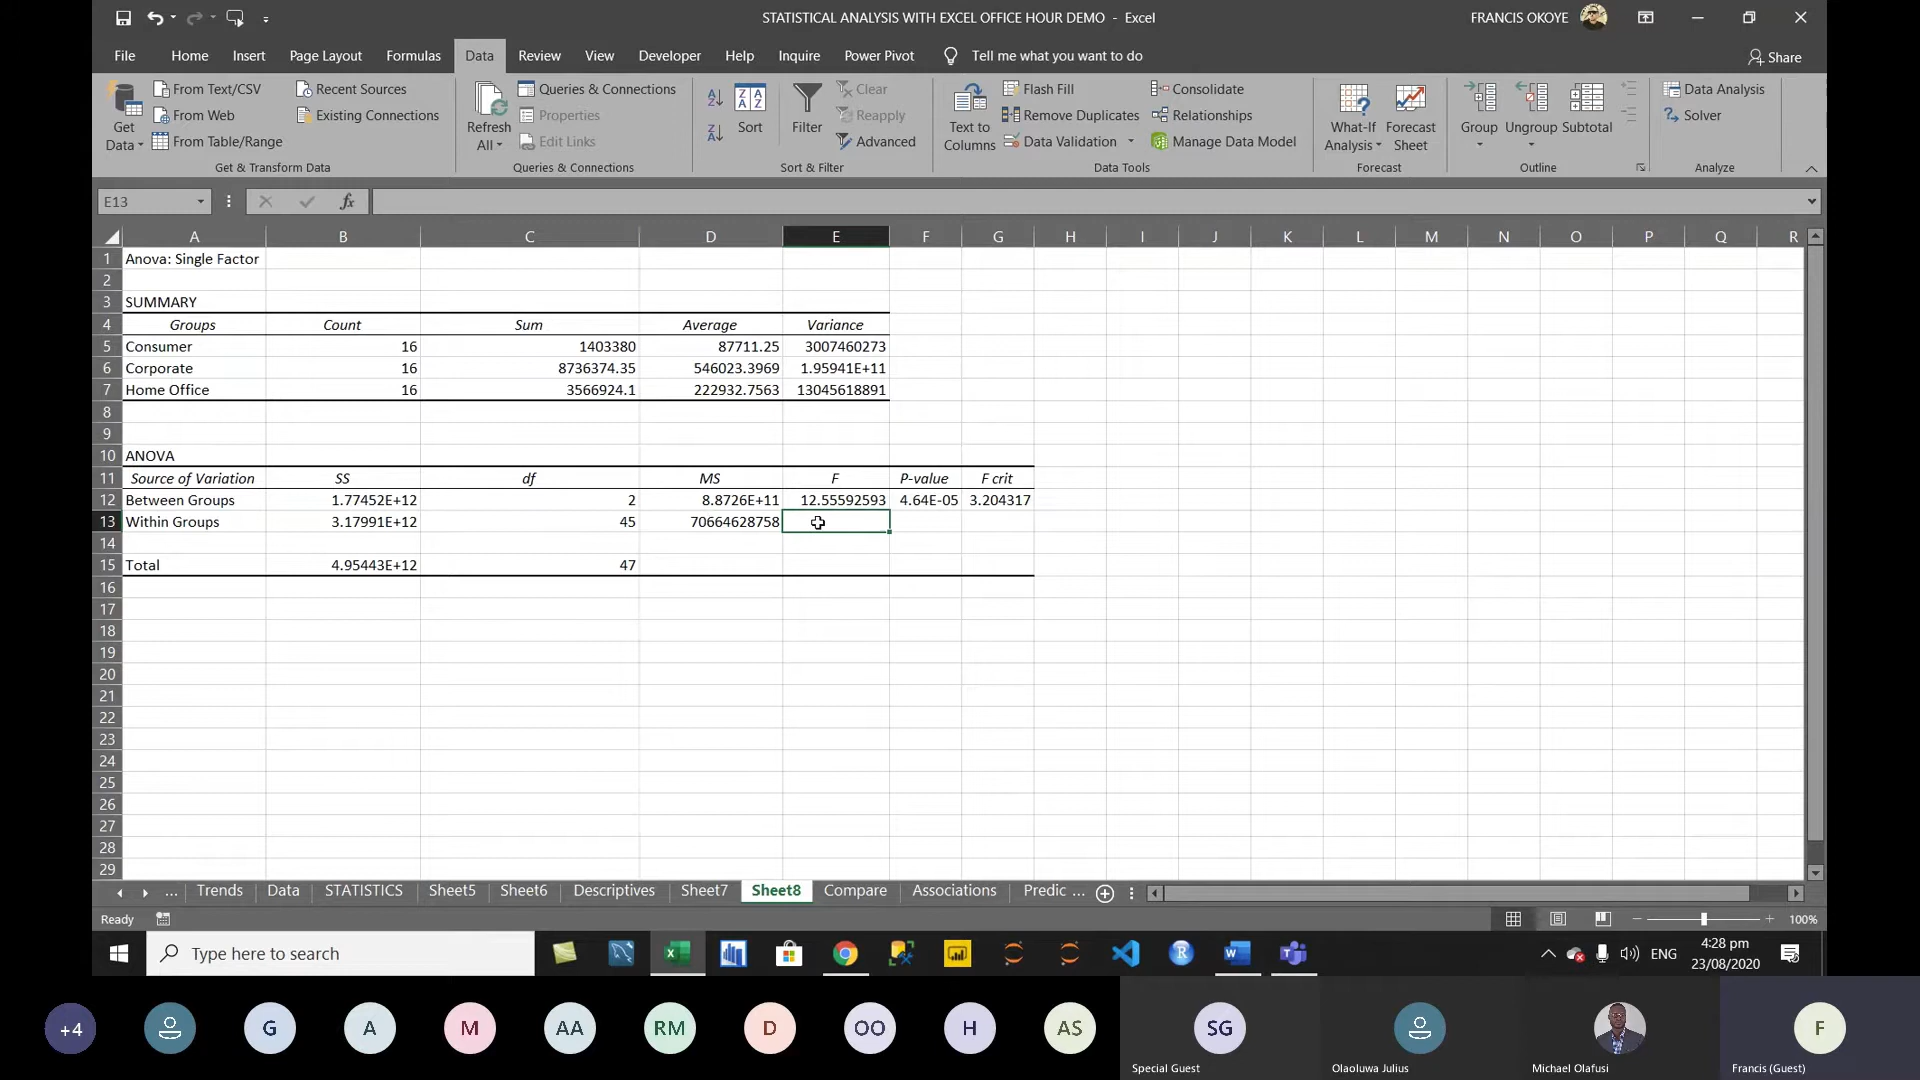 STATISTICAL ANALYSIS WITH EXCEL OFFICE HOUR DEMO - Excel
FRANCIS OKOYE
File Home Insert Page Layout Formulas Data Review View Developer Help Inquire Power Pivot Tell me what you want to do Share
Get Data
From Text/CSV
From Web
From Table/Range
Recent Sources
Existing Connections
Get & Transform Data
Refresh All
Queries & Connections
Properties
Edit Links
Queries & Connections
Sort
Filter
Clear
Reapply
Advanced
Sort & Filter
Text to Columns
Flash Fill
Remove Duplicates
Data Validation
Consolidate
Relationships
Manage Data Model
Data Tools
What-If Analysis
Forecast Sheet
Forecast
Group
Ungroup
Subtotal
Outline
Data Analysis
Solver
Analyze
E13
fx
A B C D E F G H I J K L M N O P Q R
1 Anova: Single Factor
2
3 SUMMARY
4 Groups Count Sum Average Variance
5 Consumer 16 1403380 87711.25 3007460273
6 Corporate 16 8736374.35 546023.3969 1.95941E+11
7 Home Office 16 3566924.1 222932.7563 13045618891
8
9
10 ANOVA
11 Source of Variation SS df MS F P-value F crit
12 Between Groups 1.77452E+12 2 8.8726E+11 12.55592593 4.64E-05 3.204317
13 Within Groups 3.17991E+12 45 70664628758
14
15 Total 4.95443E+12 47
16
17
18
19
20
21
22
23
24
25
26
27
28
29
... Trends Data STATISTICS Sheet5 Sheet6 Descriptives Sheet7 Sheet8 Compare Associations Predic ...
Ready
100%
Type here to search
ENG
4:28 pm
23/08/2020
+4 G A M AA RM D OO H AS SG F
Special Guest Olaoluwa Julius Michael Olafusi Francis (Guest)